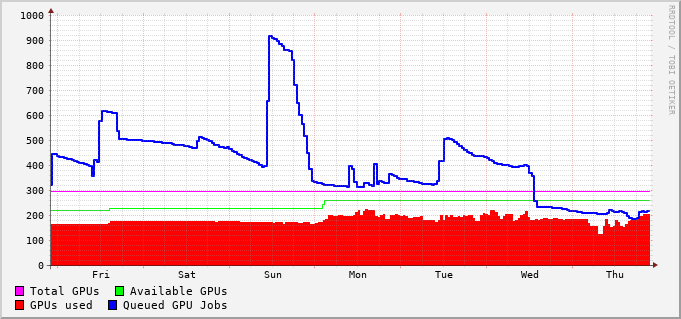 1000
900
800
700
600
500
400
300
200
100
0
Fri Sat Sun Mon Tue Wed Thu
Total GPUs Available GPUs
GPUs used Queued GPU Jobs
RRDTOOL / TOBI OETIKER